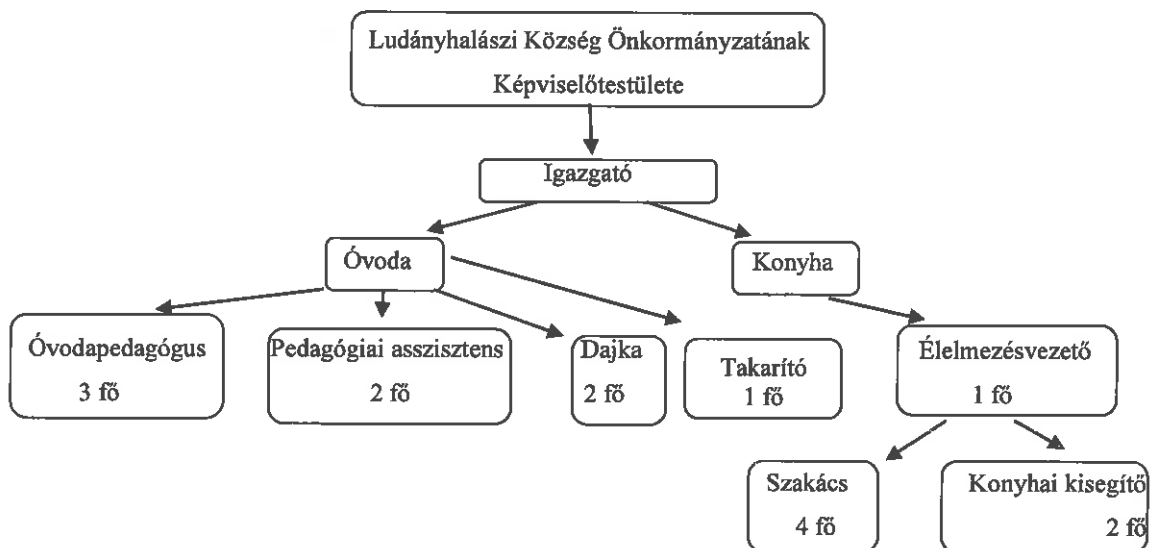 Ludányhalászi Község Önkormányzatának
Képviselőtestülete
Igazgató
Óvoda
Konyha
Óvodapedagógus
3 fő
Pedagógiai asszisztens
2 fő
Dajka
2 fő
Takarító
1 fő
Élelmezésvezető
1 fő
Szakács
4 fő
Konyhai kisegítő
2 fő